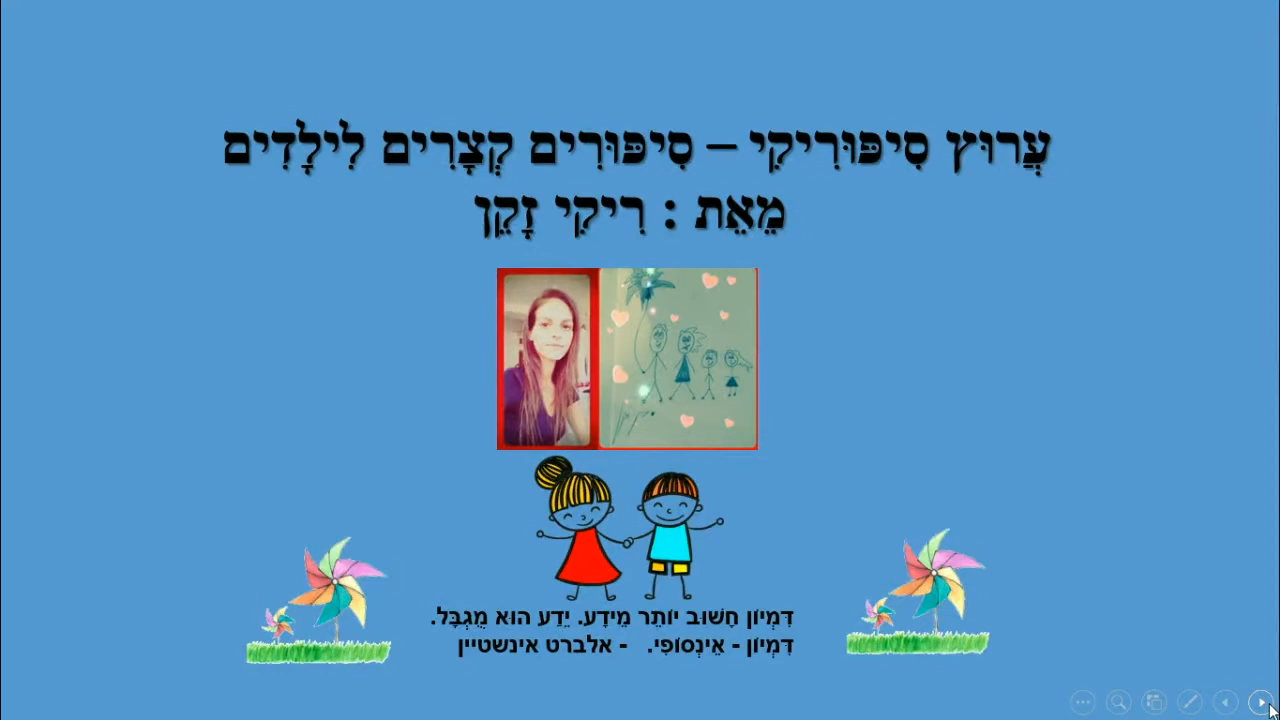 עֲרוּץ סִיפּוּרִיקִי – סִיפּוּרִים קְצָרִים לִילָדִים
מֵאֵת : רִיקִי זָקֵן
דִּמְיוֹן חָשׁוּב יוֹתֵר מֵידָע. יֵדַע הוּא מֻגְבָּל.
דִּמְיוֹן - אֵינְסוֹפִי. - אלברט אינשטיין